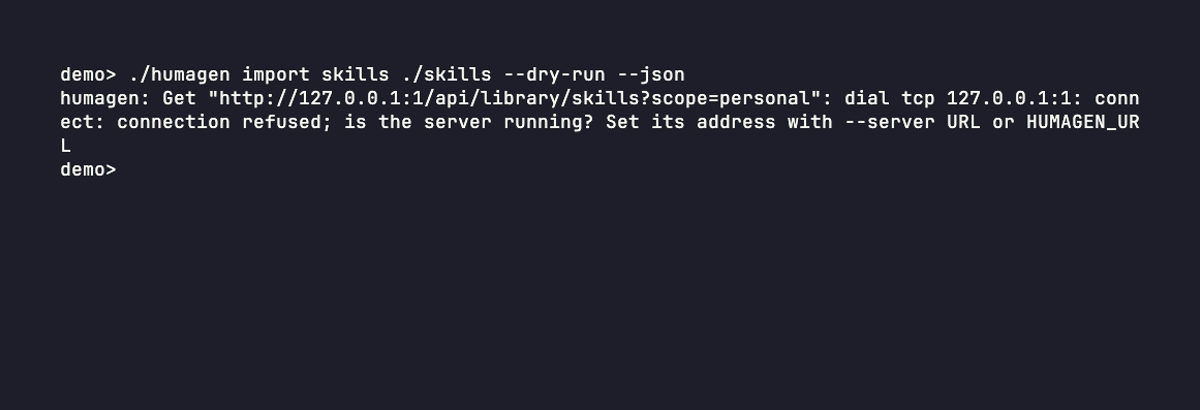 demo> ./humagen import skills ./skills --dry-run --json
humagen: Get "http://127.0.0.1:1/api/library/skills?scope=personal": dial tcp 127.0.0.1:1: conn
ect: connection refused; is the server running? Set its address with --server URL or HUMAGEN_UR
L
demo>